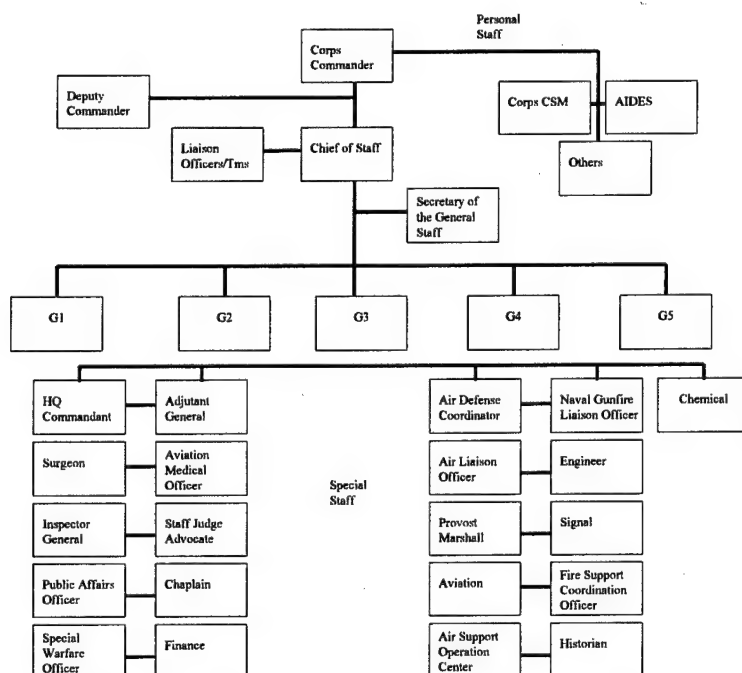 Personal
Staff
Corps
Commander
Deputy
Commander
Corps CSM
AIDES
Liaison
Officers/Tms
Chief of Staff
Others
Secretary of
the General
Staff
G1
G2
G3
G4
G5
HQ
Commandant
Adjutant
General
Air Defense
Coordinator
Naval Gunfire
Liaison Officer
Chemical
Surgeon
Aviation
Medical
Officer
Special
Staff
Air Liaison
Officer
Engineer
Inspector
General
Staff Judge
Advocate
Provost
Marshall
Signal
Public Affairs
Officer
Chaplain
Aviation
Fire Support
Coordination
Officer
Special
Warfare
Officer
Finance
Air Support
Operation
Center
Historian